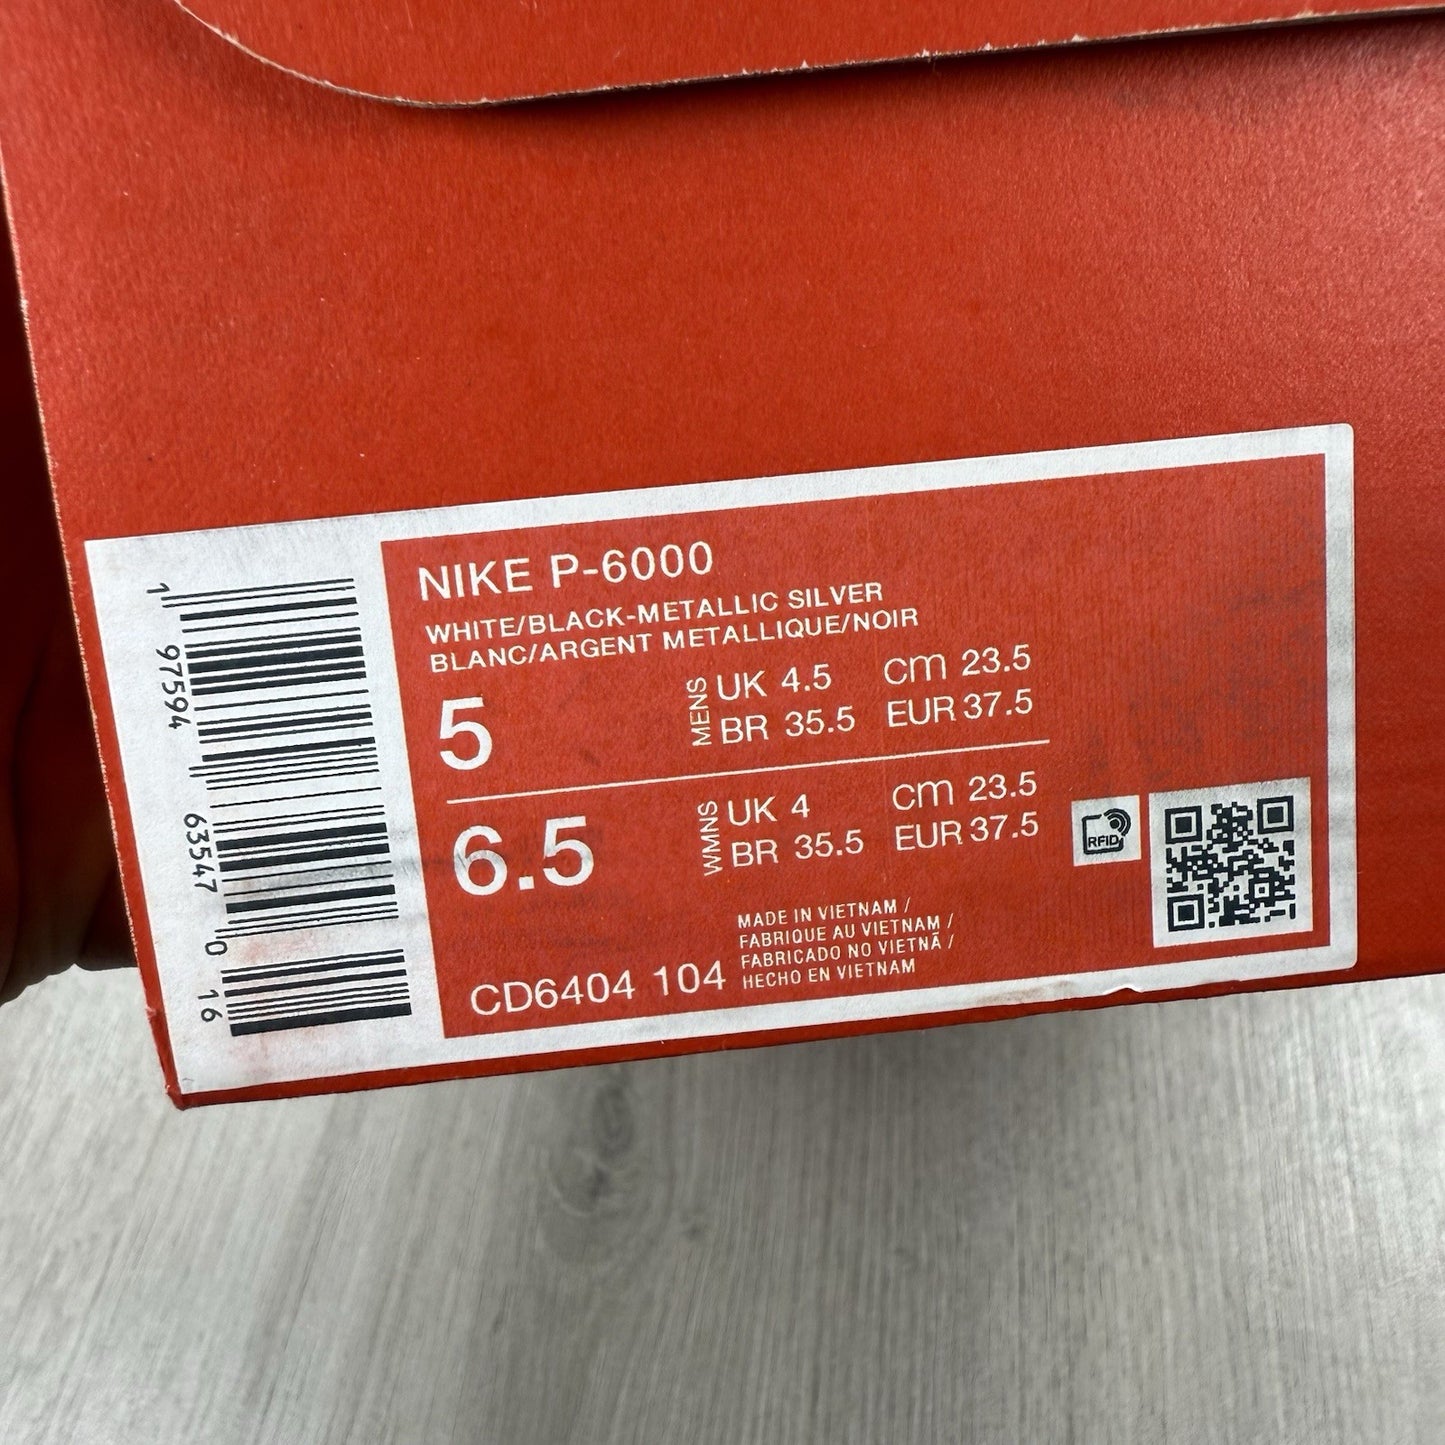 NIKE P-6000
WHITE/BLACK-METALLIC SILVER
BLANC/ARGENT METALLIQUE/NOIR
5
MENS
UK 4.5 cm 23.5
BR 35.5 EUR 37.5
6.5
WMNS
UK 4 cm 23.5
BR 35.5 EUR 37.5
CD6404 104
MADE IN VIETNAM /
FABRIQUE AU VIETNAM /
FABRICADO NO VIETNÃ /
HECHO EN VIETNAM
RFID
1 97594 63547 0 16